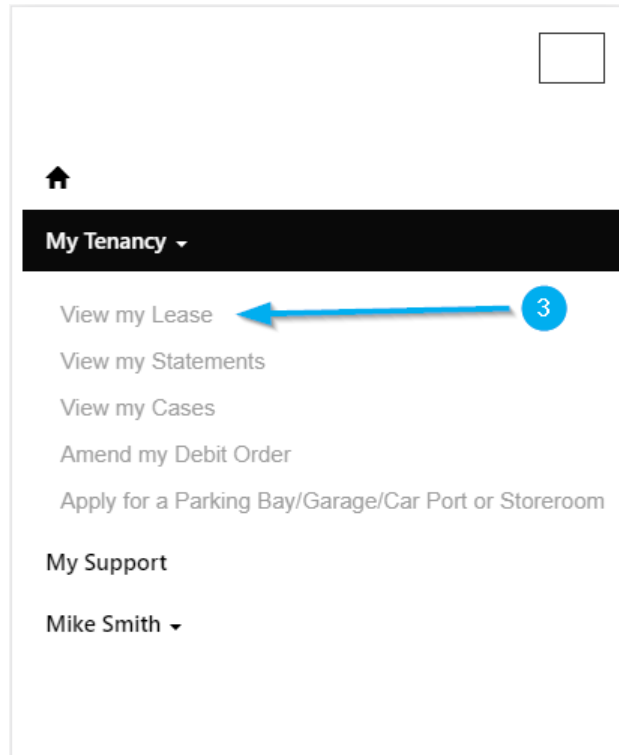 My Tenancy
View my Lease
3
View my Statements
View my Cases
Amend my Debit Order
Apply for a Parking Bay/Garage/Car Port or Storeroom
My Support
Mike Smith